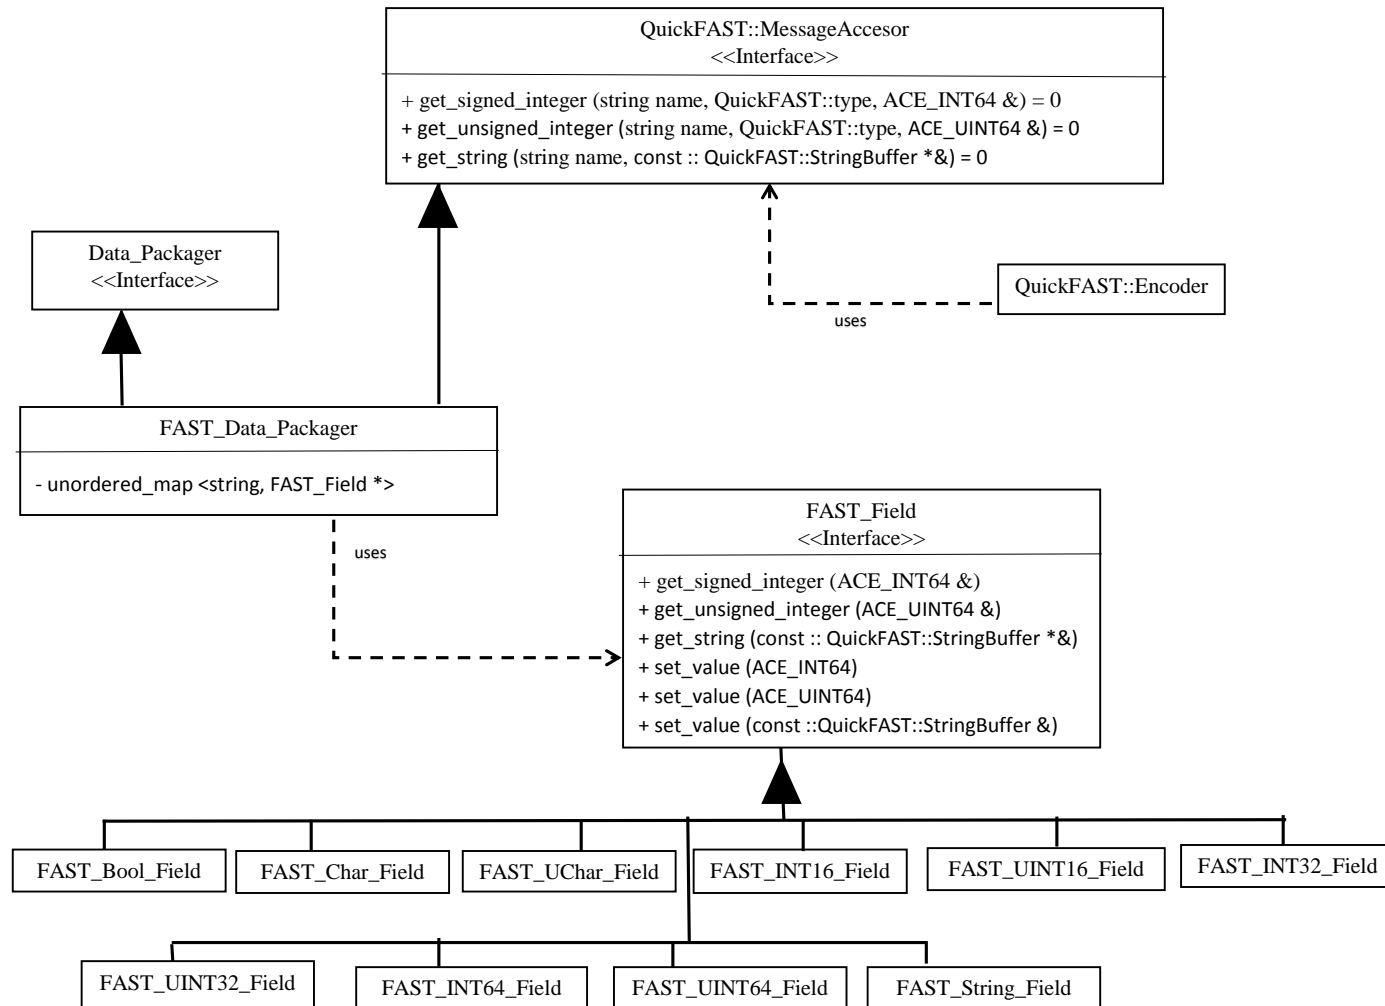 QuickFAST::MessageAccesor
<<Interface>>
+ get_signed_integer (string name, QuickFAST::type, ACE_INT64 &) = 0
+ get_unsigned_integer (string name, QuickFAST::type, ACE_UINT64 &) = 0
+ get_string (string name, const :: QuickFAST::StringBuffer *&) = 0
Data_Packager
<<Interface>>
QuickFAST::Encoder
uses
FAST_Data_Packager
- unordered_map <string, FAST_Field *>
uses
FAST_Field
<<Interface>>
+ get_signed_integer (ACE_INT64 &)
+ get_unsigned_integer (ACE_UINT64 &)
+ get_string (const :: QuickFAST::StringBuffer *&)
+ set_value (ACE_INT64)
+ set_value (ACE_UINT64)
+ set_value (const ::QuickFAST::StringBuffer &)
FAST_Bool_Field
FAST_Char_Field
FAST_UChar_Field
FAST_INT16_Field
FAST_UINT16_Field
FAST_INT32_Field
FAST_UINT32_Field
FAST_INT64_Field
FAST_UINT64_Field
FAST_String_Field